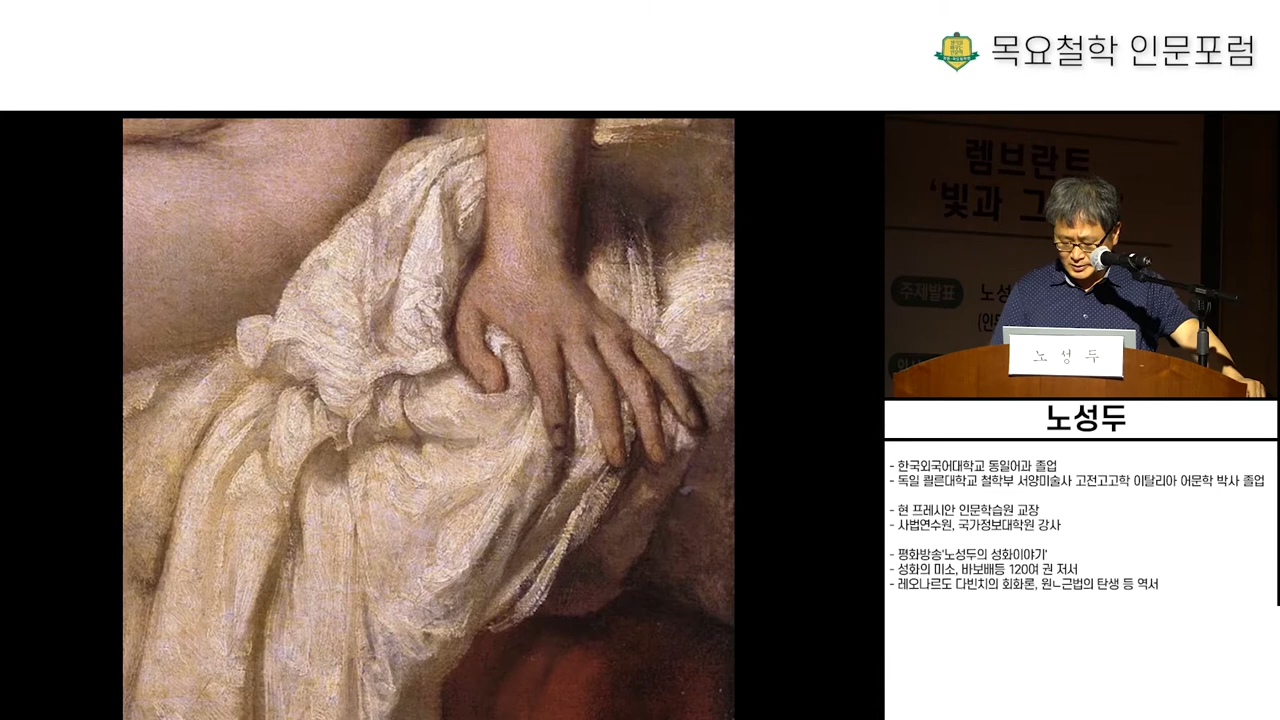 목요철학 인문포럼
렘브란트
'빛과 그
주제발표 노성
노 성 두
노성두
- 한국외국어대학교 동일어과 졸업
- 독일 쾰른대학교 철학부 서양미술사 고전고고학 이탈리아 어문학 박사 졸업
- 현 프레시안 인문학습원 교장
- 사법연수원, 국가정보대학원 강사
- 평화방송'노성두의 성화이야기'
- 성화의 미소, 바보배등 120여 권 저서
- 레오나르도 다빈치의 회화론, 원ㄴ근법의 탄생 등 역서